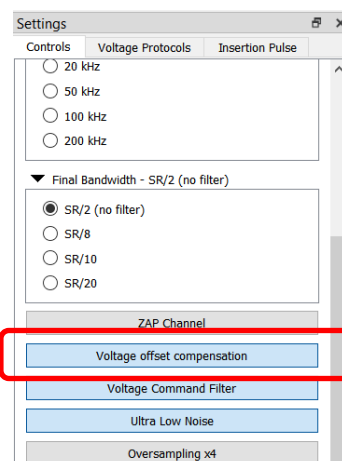 Settings
Controls Voltage Protocols Insertion Pulse
20 kHz
50 kHz
100 kHz
200 kHz
Final Bandwidth - SR/2 (no filter)
SR/2 (no filter)
SR/8
SR/10
SR/20
ZAP Channel
Voltage offset compensation
Voltage Command Filter
Ultra Low Noise
Oversampling x4